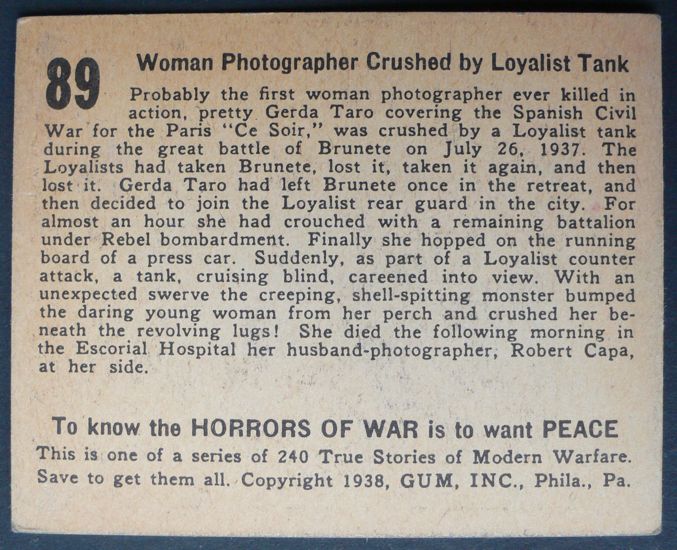 89
Woman Photographer Crushed by Loyalist Tank
Probably the first woman photographer ever killed in
action, pretty Gerda Taro covering the Spanish Civil
War for the Paris "Ce Soir," was crushed by a Loyalist tank
during the great battle of Brunete on July 26, 1937. The
Loyalists had taken Brunete, lost it, taken it again, and then
lost it. Gerda Taro had left Brunete once in the retreat, and
then decided to join the Loyalist rear guard in the city. For
almost an hour she had crouched with a remaining battalion
under Rebel bombardment. Finally she hopped on the running
board of a press car. Suddenly, as part of a Loyalist counter
attack, a tank, cruising blind, careened into view. With an
unexpected swerve the creeping, shell-spitting monster bumped
the daring young woman from her perch and crushed her be-
neath the revolving lugs! She died the following morning in
the Escorial Hospital her husband-photographer, Robert Capa,
at her side.
To know the HORRORS OF WAR is to want PEACE
This is one of a series of 240 True Stories of Modern Warfare.
Save to get them all. Copyright 1938, GUM, INC., Phila., Pa.